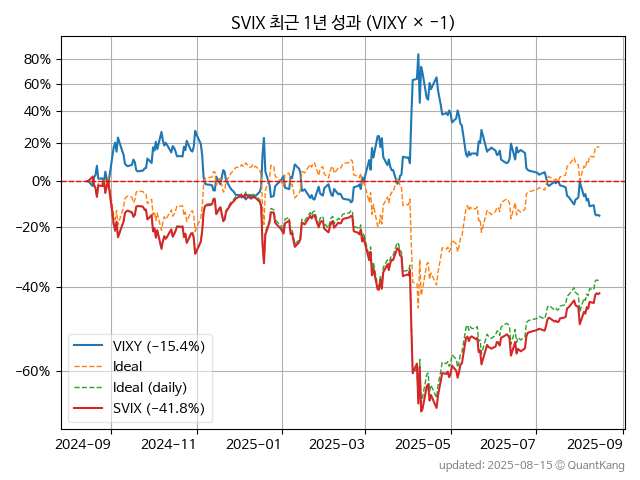 SVIX 최근 1년 성과 (VIXY × −1)
80%
60%
40%
20%
0%
−20%
−40%
−60%
VIXY (−15.4%)
Ideal
Ideal (daily)
SVIX (−41.8%)
2024-09 2024-11 2025-01 2025-03 2025-05 2025-07 2025-09
updated: 2025-08-15 © QuantKang